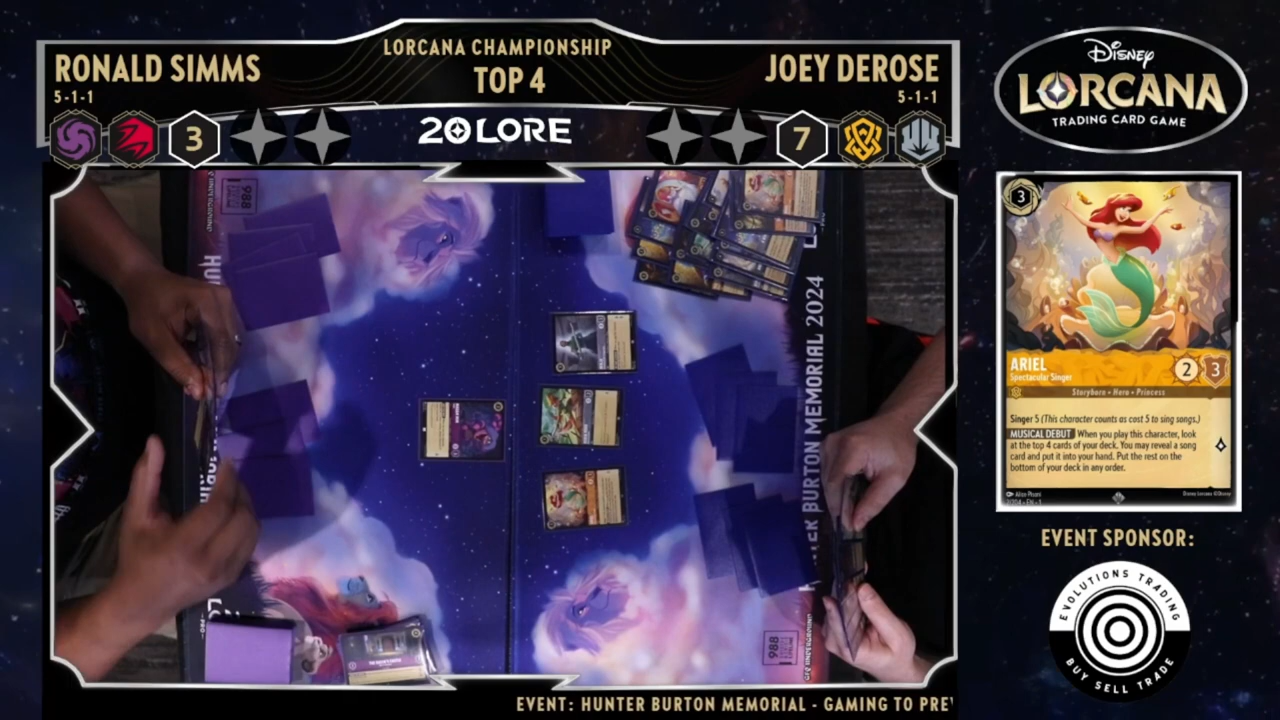 RONALD SIMMS
5-1-1
LORCANA CHAMPIONSHIP
TOP 4
JOEY DEROSE
5-1-1
3
20LORE
7
Disney
LORCANA
TRADING CARD GAME
3
ARIEL
Spectacular Singer
2 3
Storyborn • Hero • Princess
Singer 5 (This character counts as cost 5 to sing songs.)
MUSICAL DEBUT When you play this character, look
at the top 4 cards of your deck. You may reveal a song
card and put it into your hand. Put the rest on the
bottom of your deck in any order.
EVENT SPONSOR:
EVOLUTIONS TRADING
BUY SELL TRADE
988
BURTON MEMORIAL 2024
988
EVENT: HUNTER BURTON MEMORIAL - GAMING TO PRE